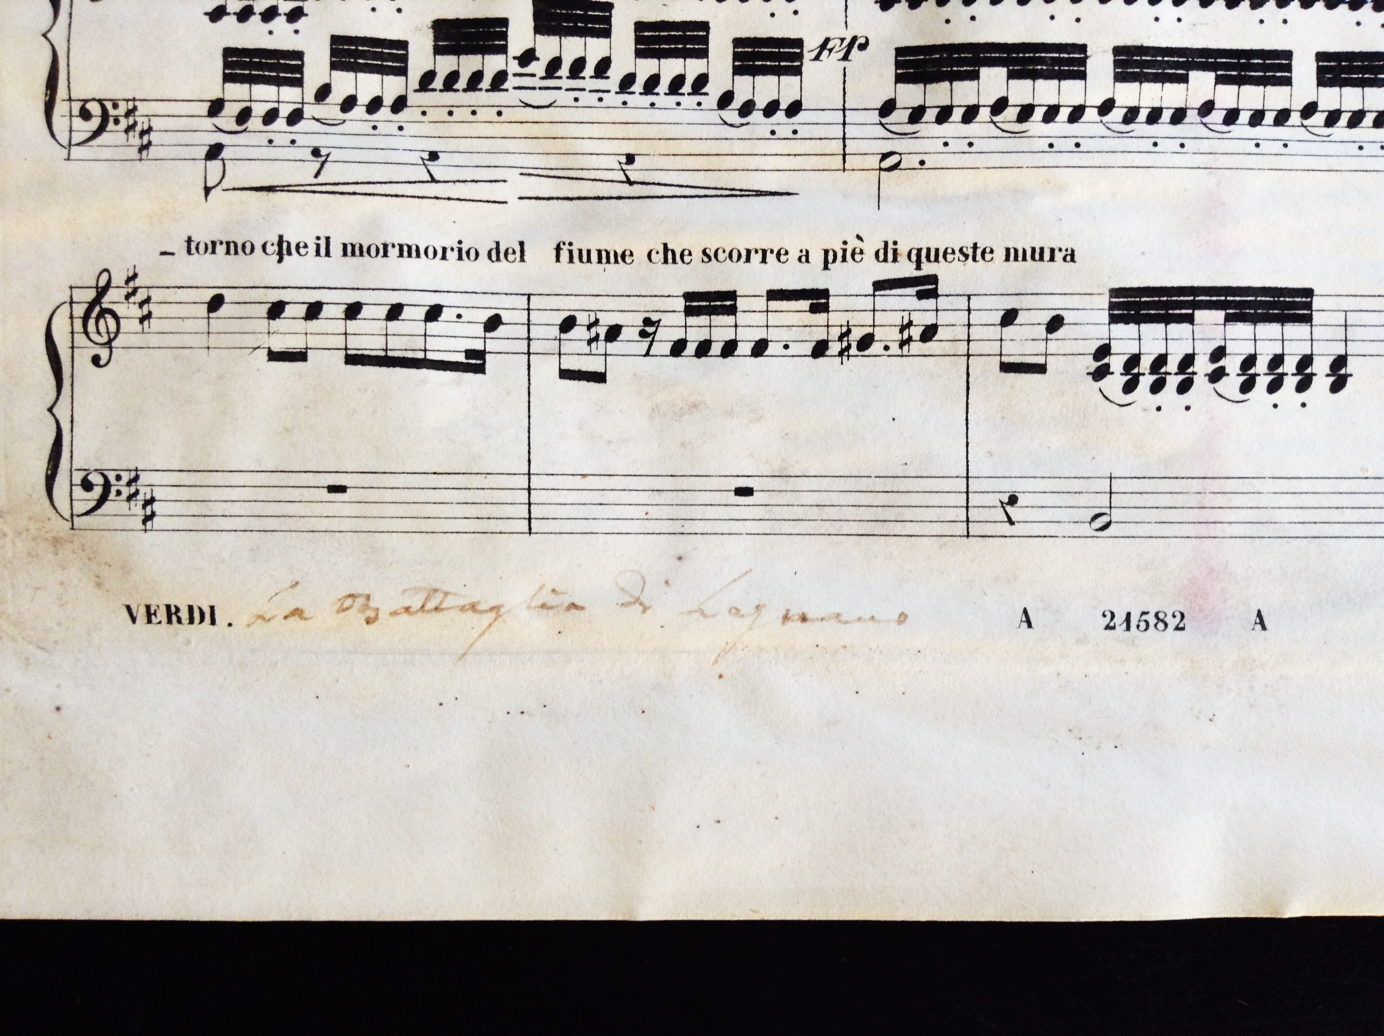 FP
_ torno che il mormorio del fiume che scorre a piè di queste mura
VERDI. La Battaglia di Legnano A 21582 A